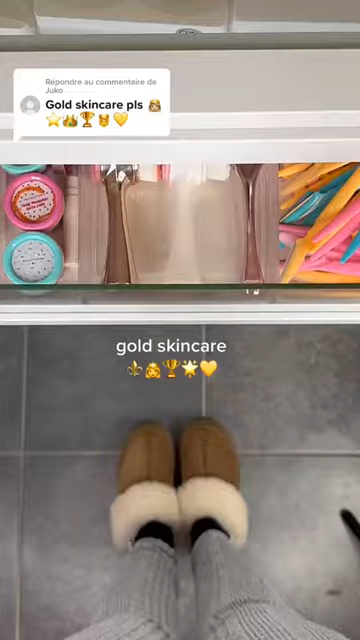 Répondre au commentaire de
Juko
Gold skincare pls 👸
⭐👑🏆💆💛
gold skincare
⚜️👸🏆🌟💛